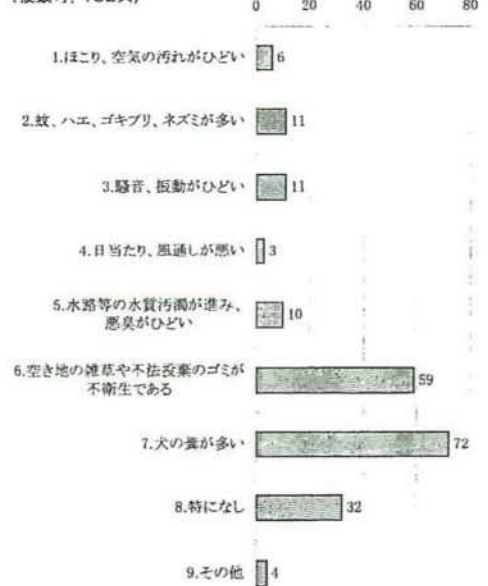 0 20 40 60 80
1.ほこり、空気の汚れがひどい 6
2.蚊、ハエ、ゴキブリ、ネズミが多い 11
3.騒音、振動がひどい 11
4.日当たり、風通しが悪い 3
5.水路等の水質汚濁が進み、
悪臭がひどい 10
6.空き地の雑草や不法投棄のゴミが
不衛生である 59
7.犬の糞が多い 72
8.特になし 32
9.その他 4